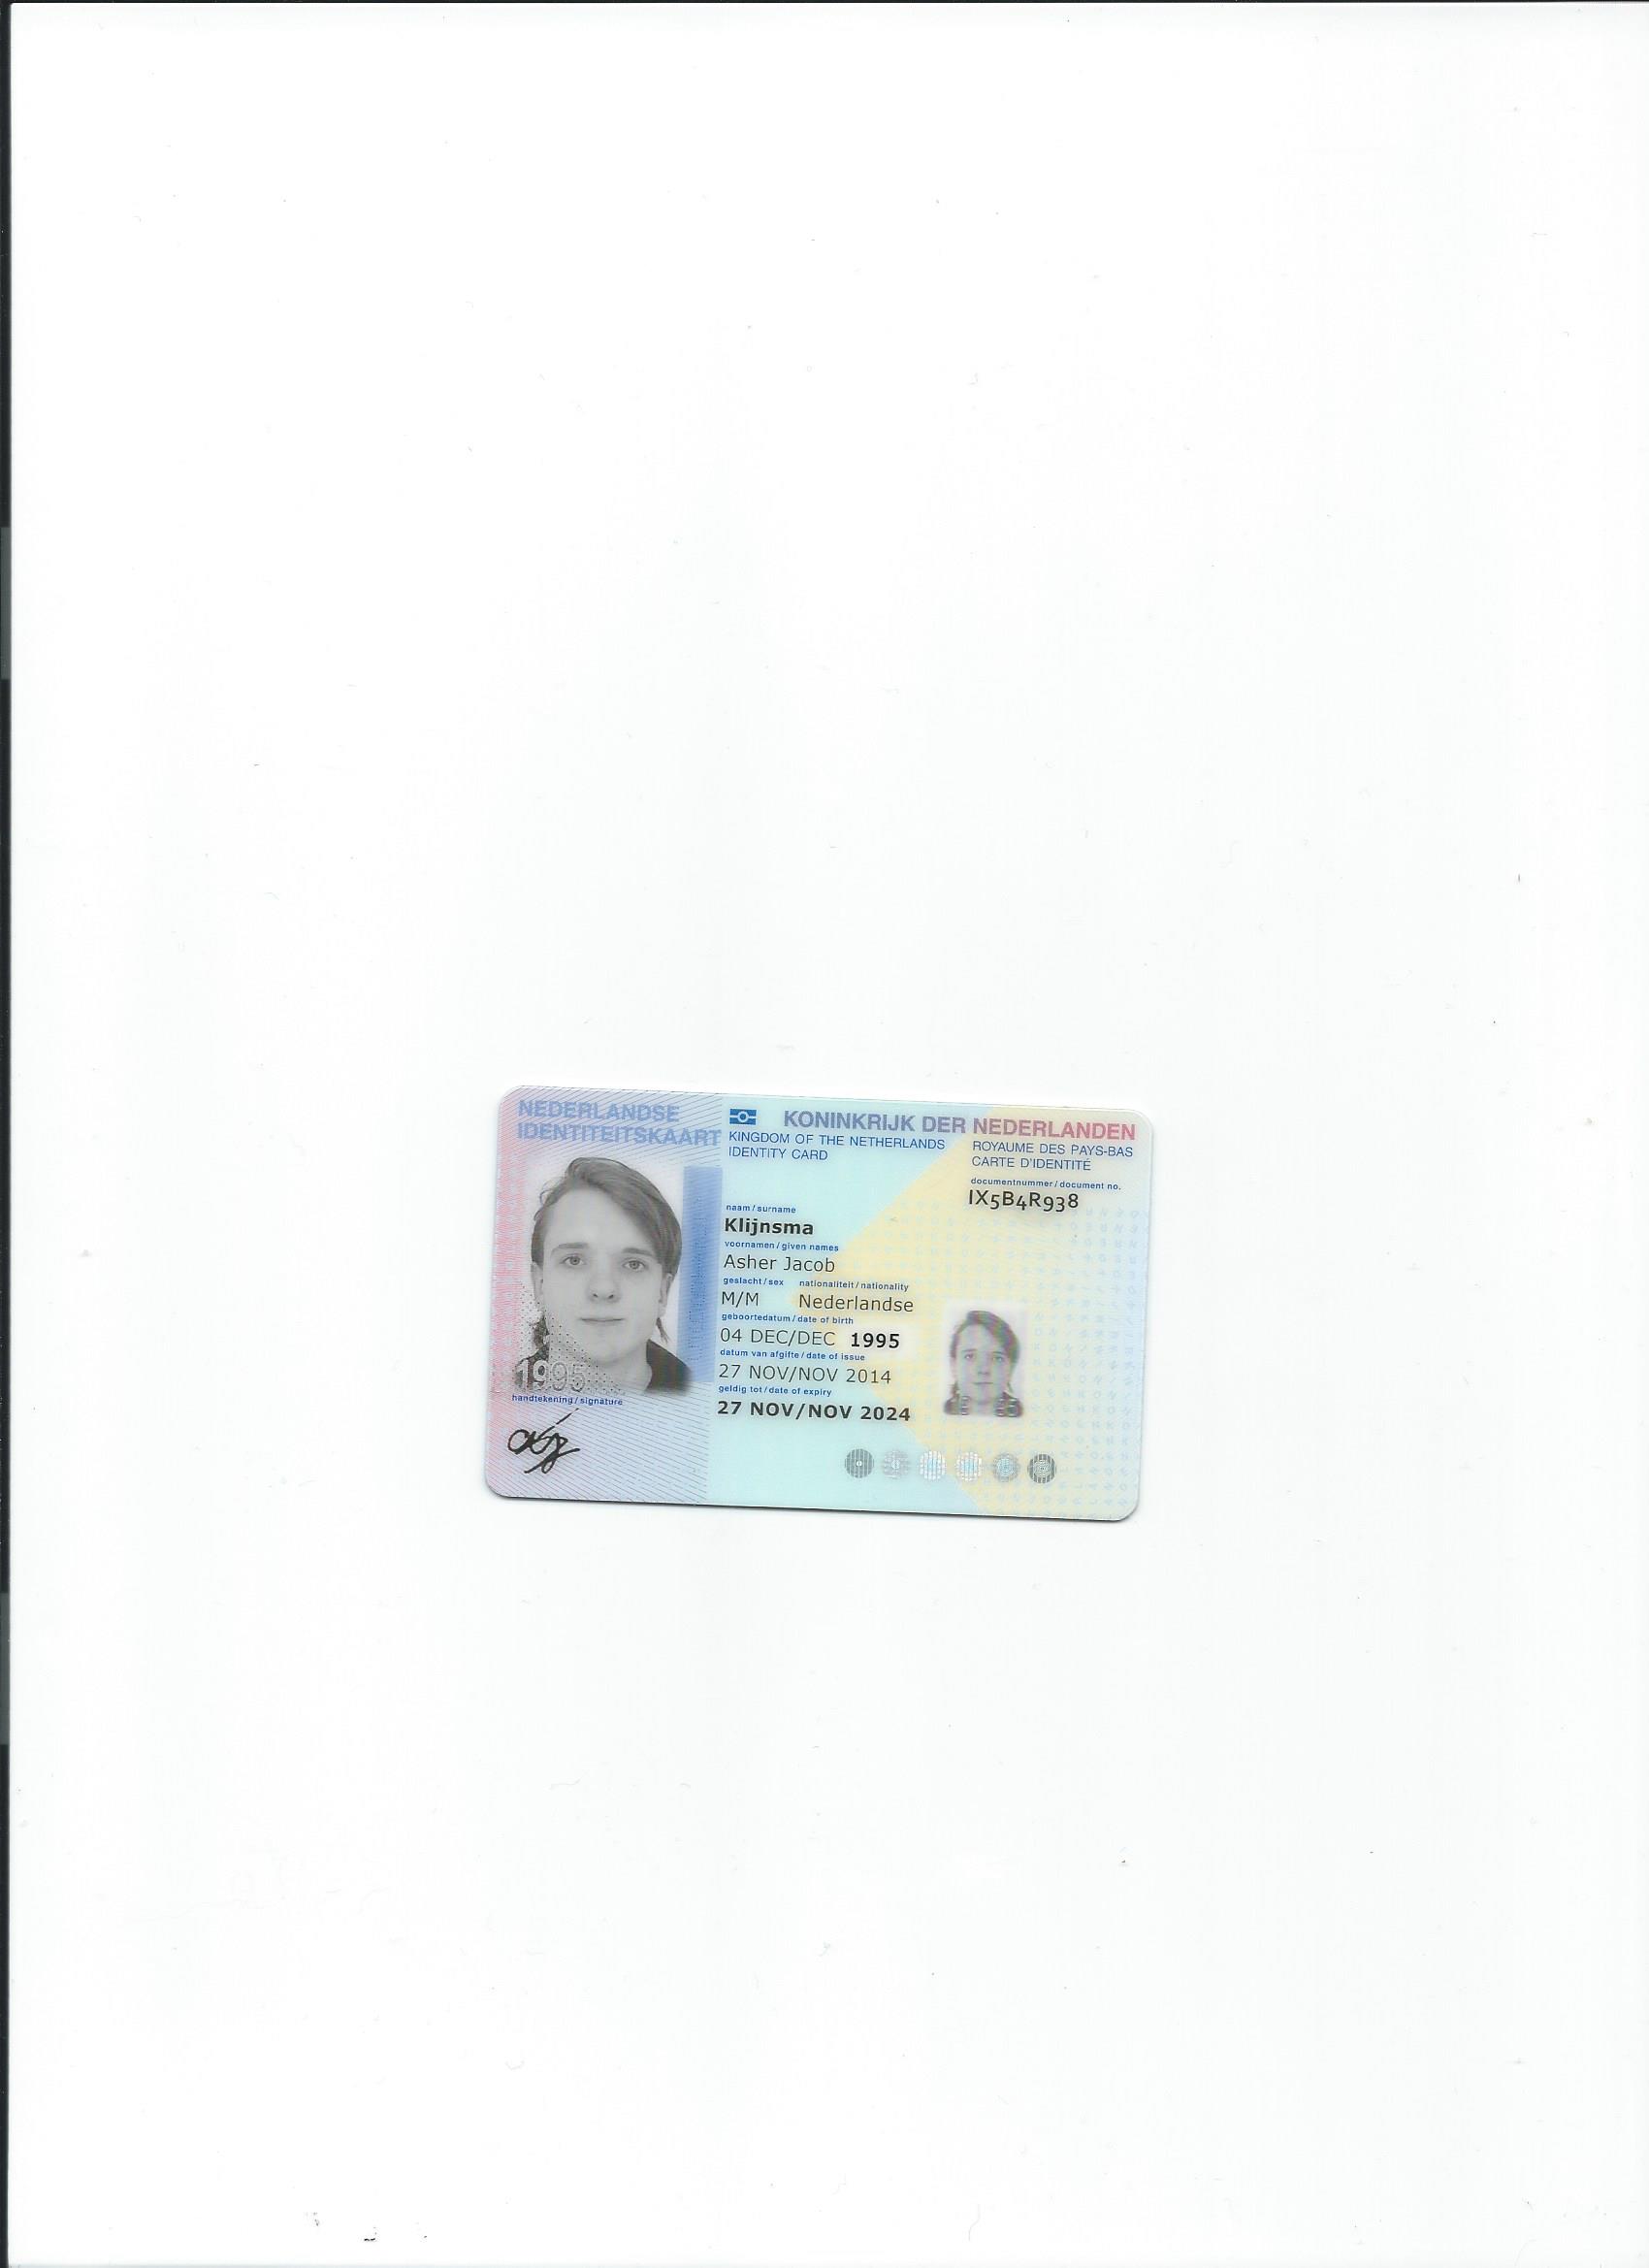 NEDERLANDSE
IDENTITEITSKAART
KONINKRIJK DER NEDERLANDEN
KINGDOM OF THE NETHERLANDS
IDENTITY CARD
ROYAUME DES PAYS-BAS
CARTE D'IDENTITÉ
documentnummer / document no.
IX5B4R938
naam / surname
Klijnsma
voornamen / given names
Asher Jacob
geslacht / sex nationaliteit / nationality
M/M Nederlandse
geboortedatum / date of birth
04 DEC/DEC 1995
datum van afgifte / date of issue
27 NOV/NOV 2014
geldig tot / date of expiry
27 NOV/NOV 2024
1995
handtekening / signature